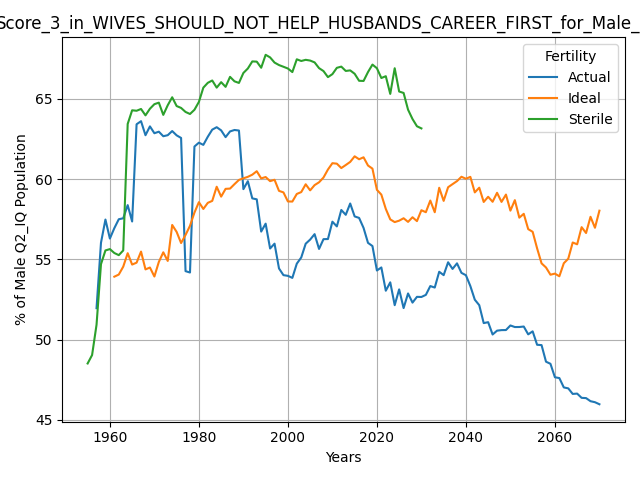 Score_3_in_WIVES_SHOULD_NOT_HELP_HUSBANDS_CAREER_FIRST_for_Male_
Fertility
Actual
Ideal
Sterile
% of Male Q2_IQ Population
65
60
55
50
45
1960 1980 2000 2020 2040 2060
Years